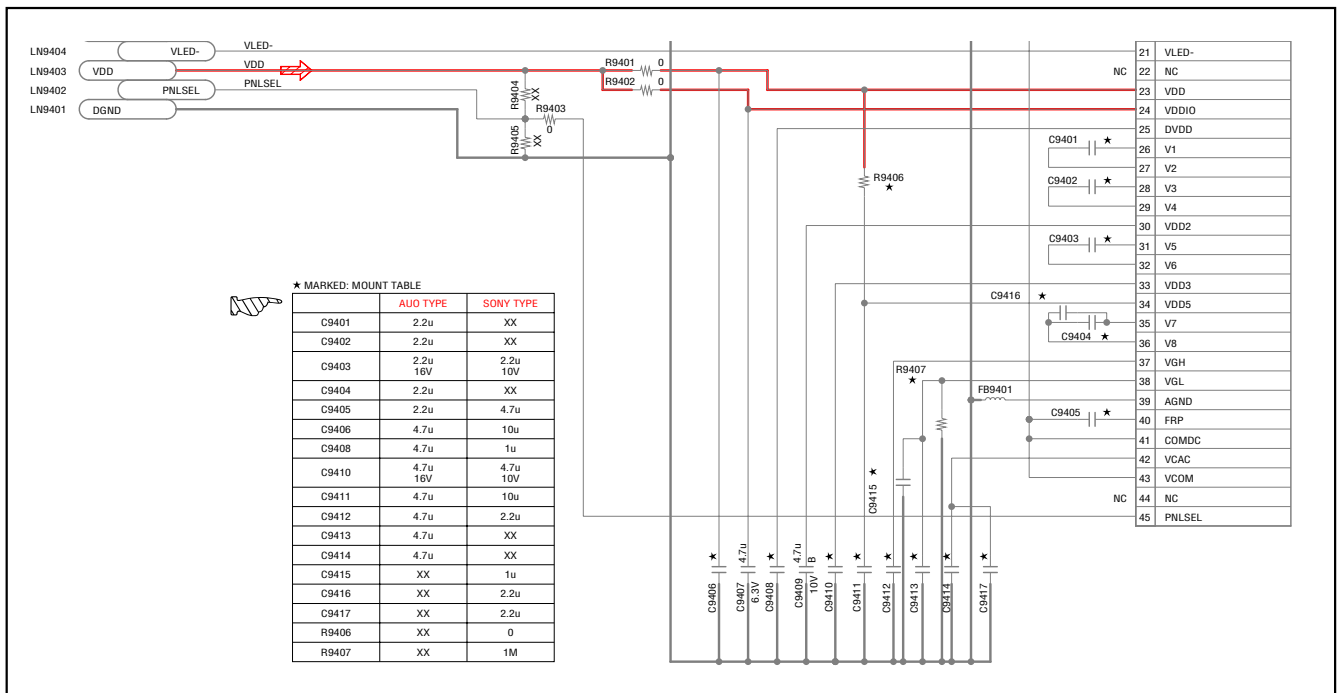 LN9404 VLED- VLED-
LN9403 VDD VDD
LN9402 PNLSEL PNLSEL
LN9401 DGND
R9401 0
R9402 0
R9404 XX
R9403 0
R9405 XX
R9406 ★
C9401 ★
C9402 ★
C9403 ★
C9416 ★
C9404 ★
R9407 ★
FB9401
C9405 ★
C9415 ★
NC
NC
21 VLED-
22 NC
23 VDD
24 VDDIO
25 DVDD
26 V1
27 V2
28 V3
29 V4
30 VDD2
31 V5
32 V6
33 VDD3
34 VDD5
35 V7
36 V8
37 VGH
38 VGL
39 AGND
40 FRP
41 COMDC
42 VCAC
43 VCOM
44 NC
45 PNLSEL
★ MARKED: MOUNT TABLE
AUO TYPE SONY TYPE
C9401 2.2u XX
C9402 2.2u XX
C9403 2.2u 16V 2.2u 10V
C9404 2.2u XX
C9405 2.2u 4.7u
C9406 4.7u 10u
C9408 4.7u 1u
C9410 4.7u 16V 4.7u 10V
C9411 4.7u 10u
C9412 4.7u 2.2u
C9413 4.7u XX
C9414 4.7u XX
C9415 XX 1u
C9416 XX 2.2u
C9417 XX 2.2u
R9406 XX 0
R9407 XX 1M
C9406 ★
C9407 4.7u 6.3V
C9408 ★
C9409 4.7u 10V B
C9410 ★
C9411 ★
C9412 ★
C9413 ★
C9414 ★
C9417 ★